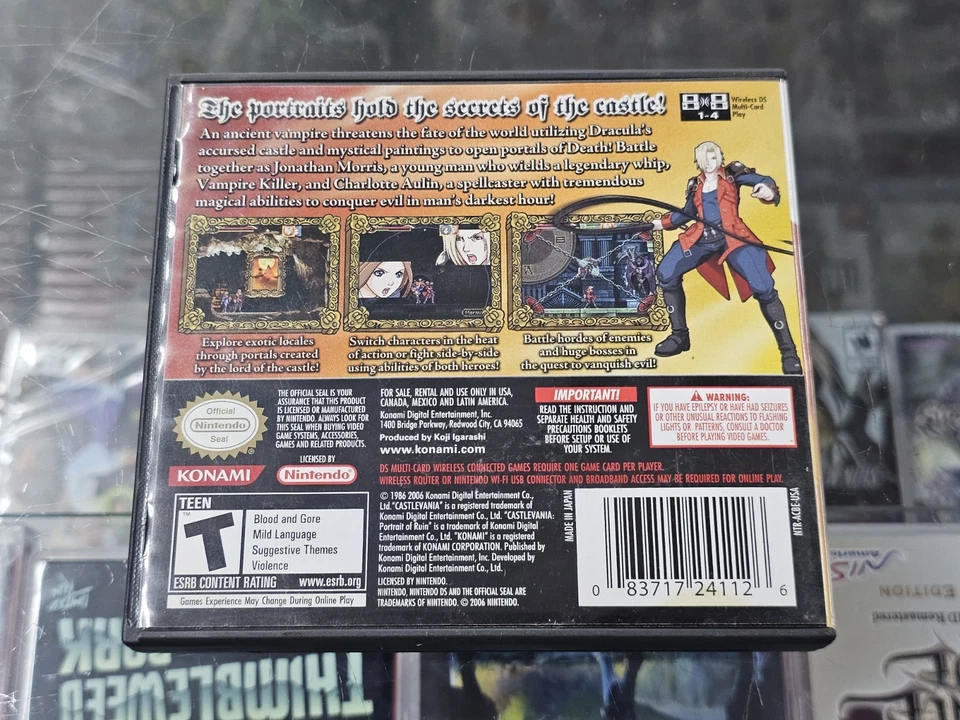 The portraits hold the secrets of the castle!
An ancient vampire threatens the fate of the world utilizing Dracula's
accursed castle and mystical paintings to open portals of Death! Battle
together as Jonathan Morris, a young man who wields a legendary whip,
Vampire Killer, and Charlotte Aulin, a spellcaster with tremendous
magical abilities to conquer evil in man's darkest hour!
1-4
Wireless DS
Multi-Card
Play
Explore exotic locales
through portals created
by the lord of the castle!
Switch characters in the heat
of action or fight side-by-side
using abilities of both heroes!
Battle hordes of enemies
and huge bosses in
the quest to vanquish evil!
Official
Nintendo
Seal
THE OFFICIAL SEAL IS YOUR
ASSURANCE THAT THIS PRODUCT
IS LICENSED OR MANUFACTURED
BY NINTENDO. ALWAYS LOOK FOR
THIS SEAL WHEN BUYING VIDEO
GAME SYSTEMS, ACCESSORIES,
GAMES AND RELATED PRODUCTS.
LICENSED BY
KONAMI
Nintendo
FOR SALE, RENTAL AND USE ONLY IN USA,
CANADA, MEXICO AND LATIN AMERICA.
Konami Digital Entertainment, Inc.
1400 Bridge Parkway, Redwood City, CA 94065
Produced by Koji Igarashi
www.konami.com
IMPORTANT!
READ THE INSTRUCTION AND
SEPARATE HEALTH AND SAFETY
PRECAUTIONS BOOKLETS
BEFORE SETUP OR USE OF
YOUR SYSTEM.
WARNING:
IF YOU HAVE EPILEPSY OR HAVE HAD SEIZURES
OR OTHER UNUSUAL REACTIONS TO FLASHING
LIGHTS OR PATTERNS, CONSULT A DOCTOR
BEFORE PLAYING VIDEO GAMES.
DS MULTI-CARD WIRELESS CONNECTED GAMES REQUIRE ONE GAME CARD PER PLAYER.
WIRELESS ROUTER OR NINTENDO WI-FI USB CONNECTOR AND BROADBAND ACCESS MAY BE REQUIRED FOR ONLINE PLAY.
TEEN
T
TM
Blood and Gore
Mild Language
Suggestive Themes
Violence
ESRB CONTENT RATING www.esrb.org
Games Experience May Change During Online Play
© 1986 2006 Konami Digital Entertainment Co.,
Ltd. "CASTLEVANIA" is a registered trademark of
Konami Digital Entertainment Co., Ltd. "CASTLEVANIA:
Portrait of Ruin" is a trademark of Konami Digital
Entertainment Co., Ltd. "KONAMI" is a registered
trademark of KONAMI CORPORATION. Published by
Konami Digital Entertainment, Inc. Developed by
Konami Digital Entertainment Co., Ltd.
LICENSED BY NINTENDO.
NINTENDO, NINTENDO DS AND THE OFFICIAL SEAL ARE
TRADEMARKS OF NINTENDO. © 2006 NINTENDO.
MADE IN JAPAN
0 83717 24112 6
NTR-ACBE-USA
NIS
America
EDITION
HD Remastered
THIMBLEWEED
PARK